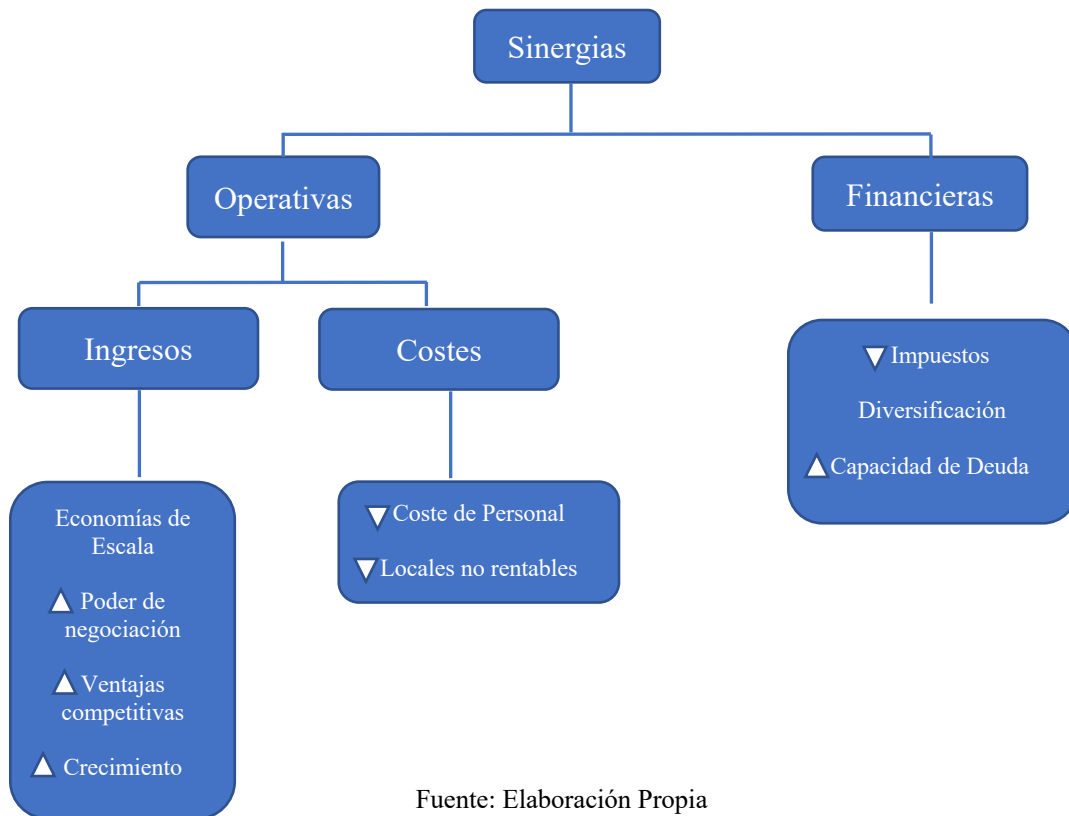 Sinergias
Operativas
Financieras
Ingresos
Costes
Economías de
Escala
Poder de
negociación
Ventajas
competitivas
Crecimiento
Coste de Personal
Locales no rentables
Impuestos
Diversificación
Capacidad de Deuda
Fuente: Elaboración Propia